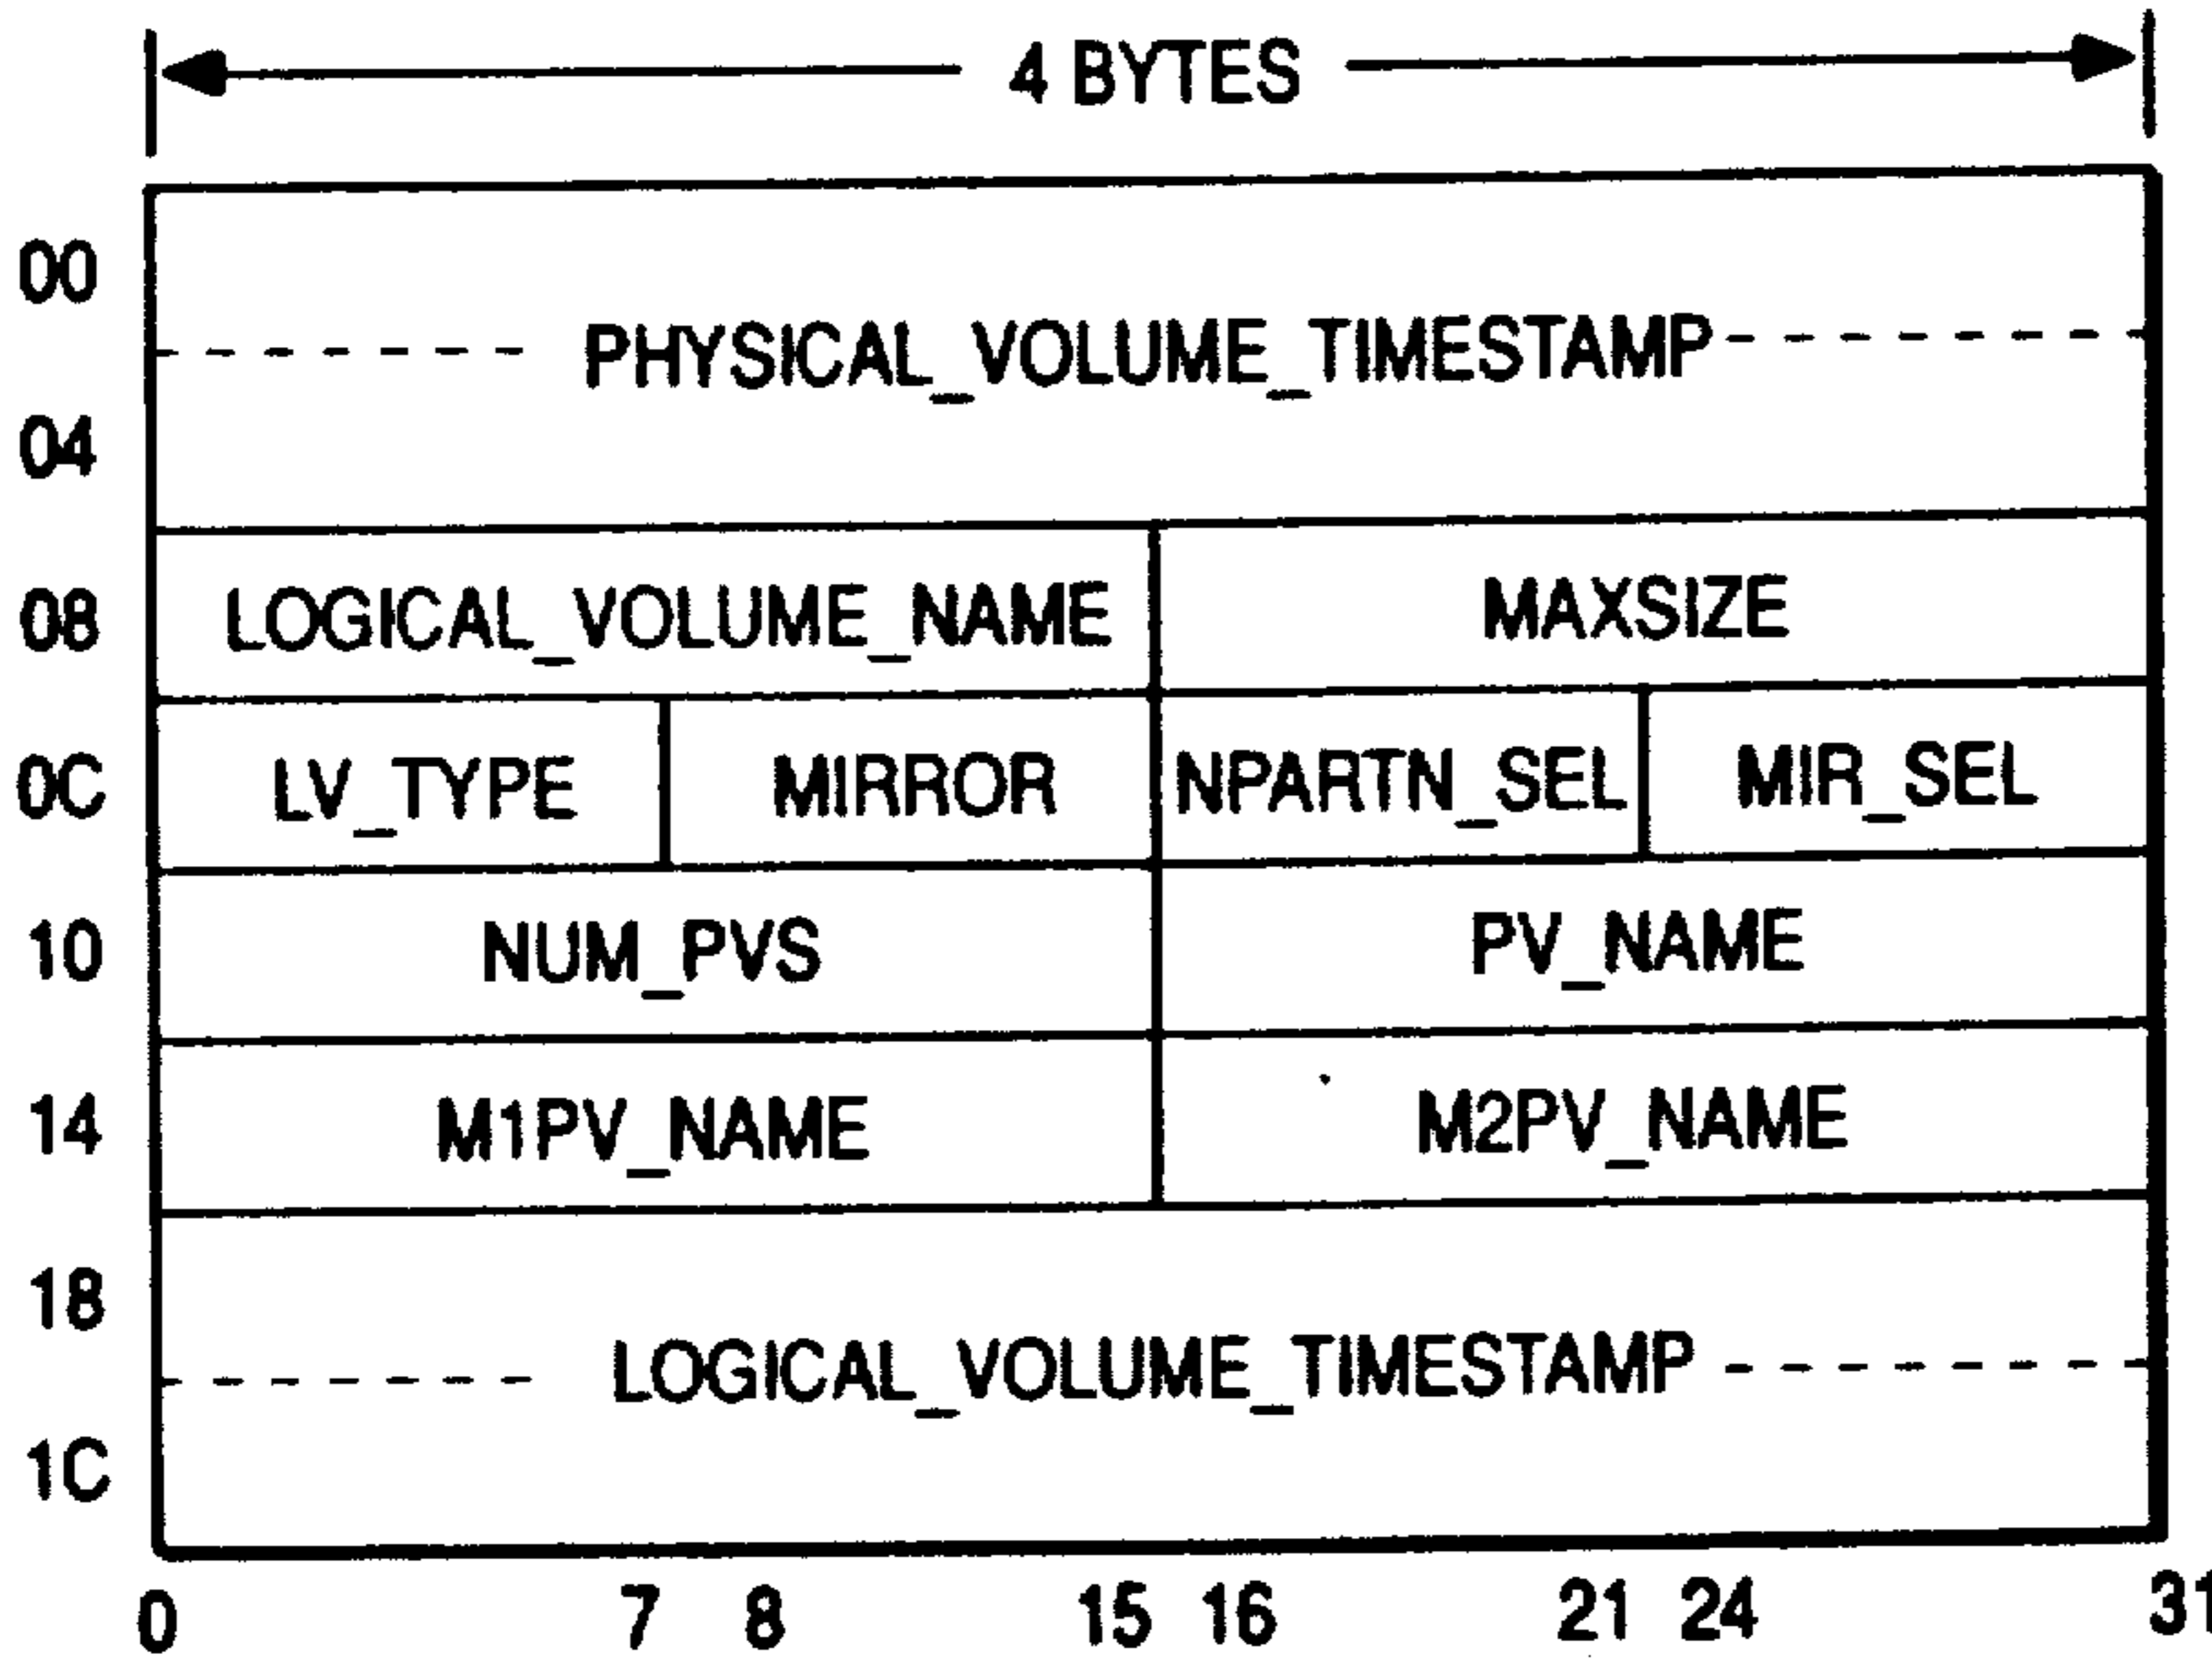 4 BYTES
00
PHYSICAL_VOLUME_TIMESTAMP
04
08 LOGICAL_VOLUME_NAME MAXSIZE
0C LV_TYPE MIRROR NPARTN_SEL MIR_SEL
10 NUM_PVS PV_NAME
14 M1PV_NAME M2PV_NAME
18
LOGICAL_VOLUME_TIMESTAMP
1C
0 7 8 15 16 21 24 31